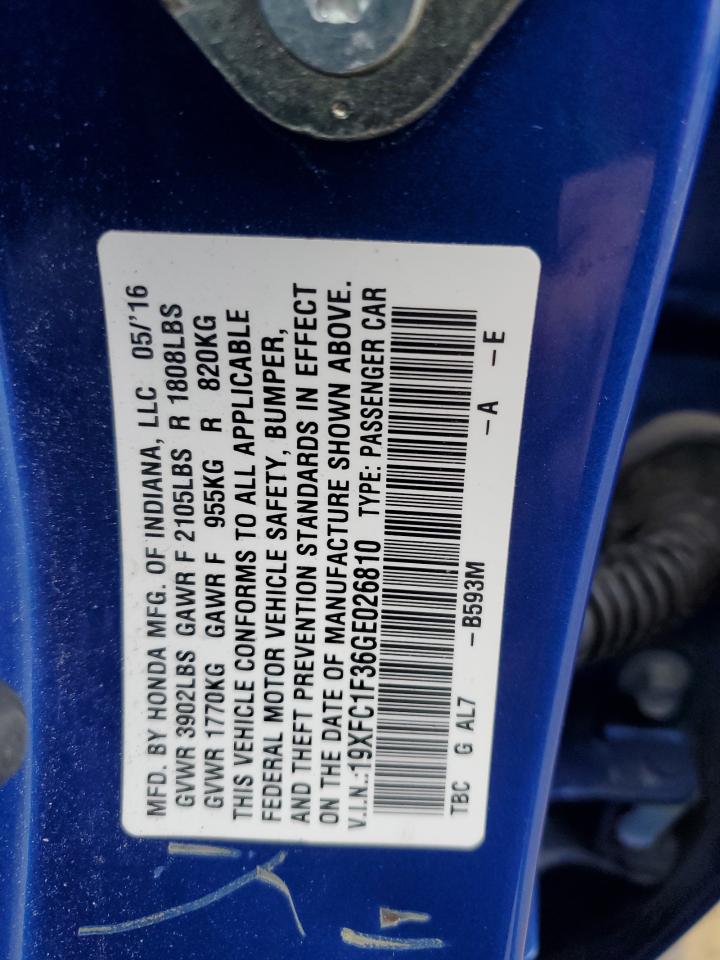 MFD. BY HONDA MFG. OF INDIANA, LLC 05/'16
GVWR 3902LBS GAWR F 2105LBS R 1808LBS
GVWR 1770KG GAWR F 955KG R 820KG
THIS VEHICLE CONFORMS TO ALL APPLICABLE
FEDERAL MOTOR VEHICLE SAFETY, BUMPER,
AND THEFT PREVENTION STANDARDS IN EFFECT
ON THE DATE OF MANUFACTURE SHOWN ABOVE.
V.I.N.:19XFC1F36GE026810 TYPE: PASSENGER CAR
TBC G AL7 -B593M -A -E